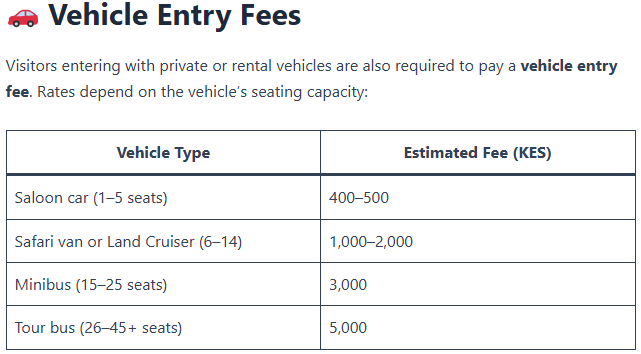 Vehicle Entry Fees
Visitors entering with private or rental vehicles are also required to pay a vehicle entry
fee. Rates depend on the vehicle’s seating capacity:
Vehicle Type Estimated Fee (KES)
Saloon car (1–5 seats) 400–500
Safari van or Land Cruiser (6–14) 1,000–2,000
Minibus (15–25 seats) 3,000
Tour bus (26–45+ seats) 5,000